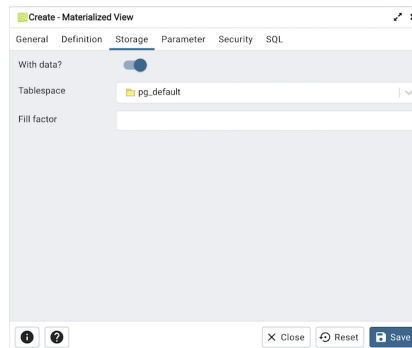 Create - Materialized View
General Definition Storage Parameter Security SQL
With data?
Tablespace pg_default
Fill factor
Close Reset Save